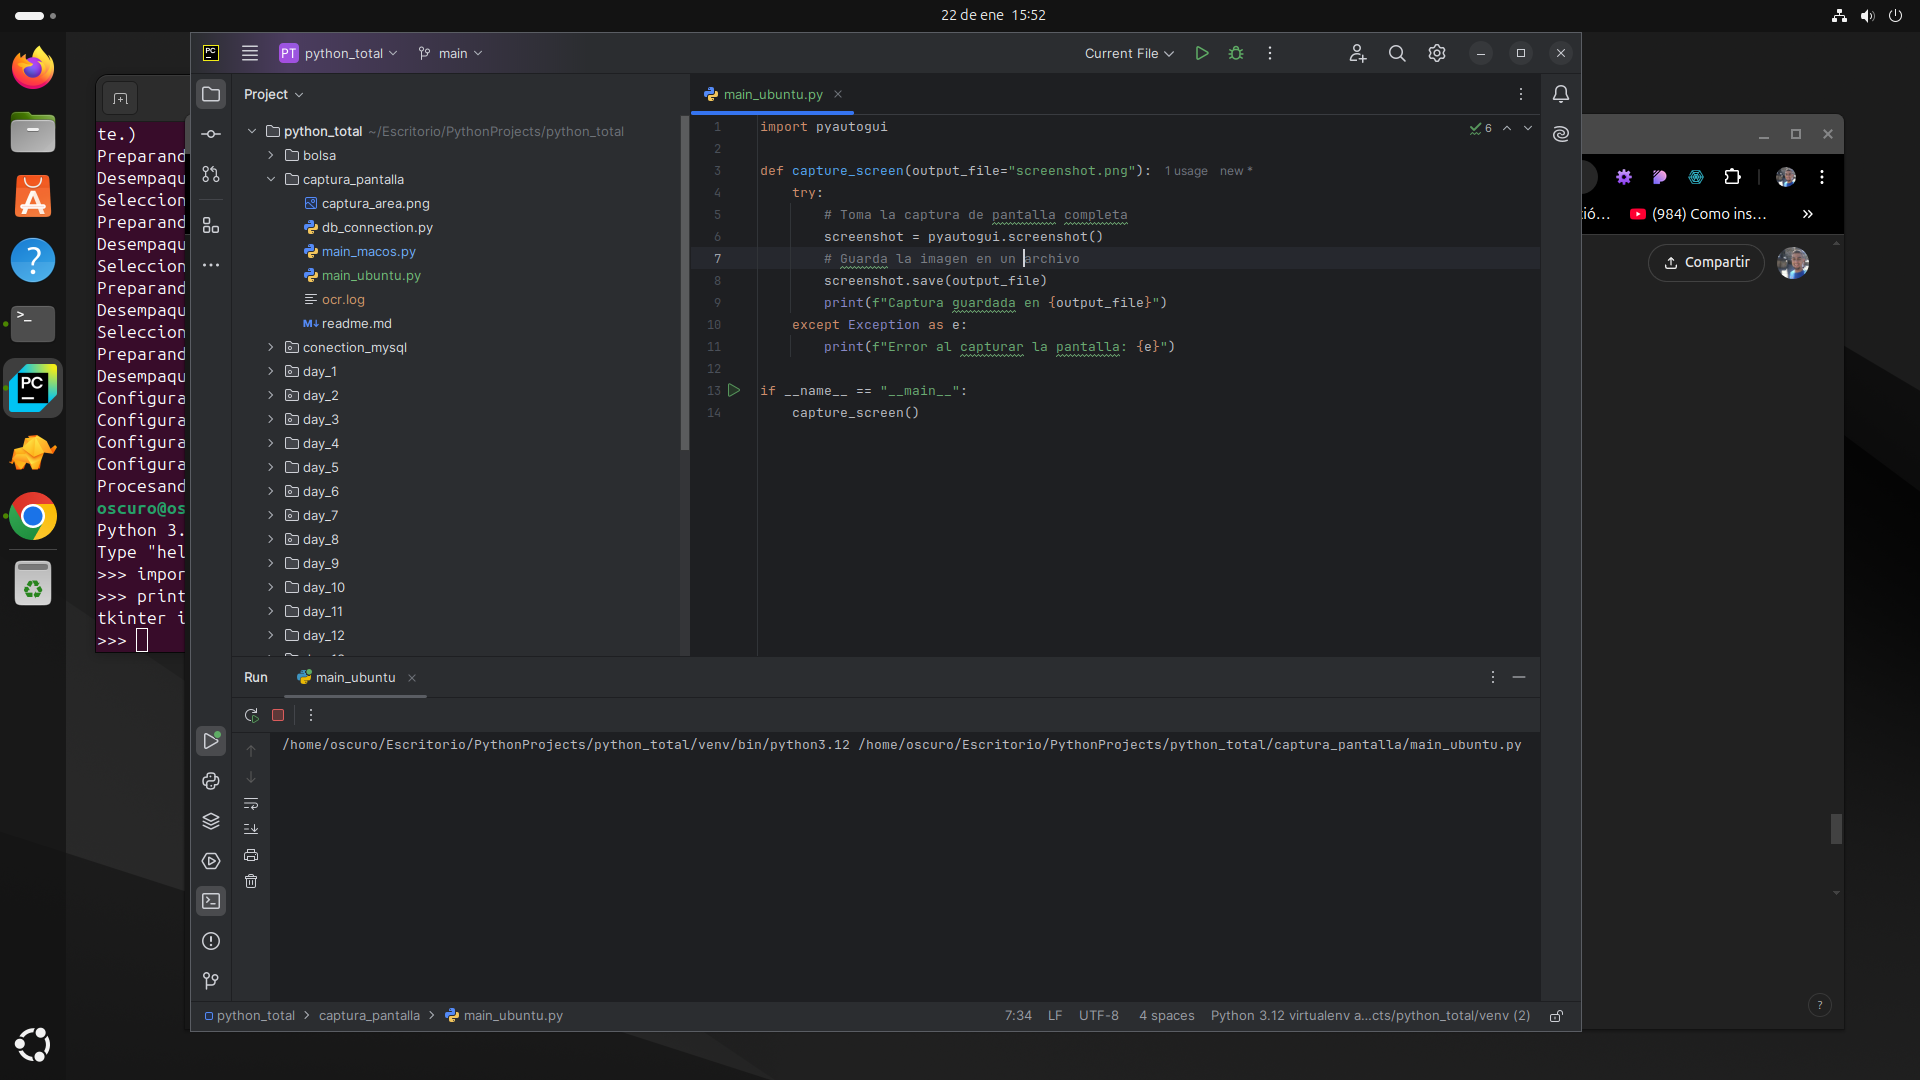 22 de ene 15:52
PC
PT python_total
main
Current File
te.)
Preparand
Desempaqu
Seleccion
Preparand
Desempaqu
Seleccion
Preparand
Desempaqu
Seleccion
Preparand
Desempaqu
Configura
Configura
Configura
Configura
Procesand
oscuro@os
Python 3.
Type "hel
>>> impor
>>> print
tkinter i
>>>
Project
python_total ~/Escritorio/PythonProjects/python_total
bolsa
captura_pantalla
captura_area.png
db_connection.py
main_macos.py
main_ubuntu.py
ocr.log
M↓ readme.md
conection_mysql
day_1
day_2
day_3
day_4
day_5
day_6
day_7
day_8
day_9
day_10
day_11
day_12
main_ubuntu.py
6
1 import pyautogui
2
3 def capture_screen(output_file="screenshot.png"): 1 usage new *
4 try:
5 # Toma la captura de pantalla completa
6 screenshot = pyautogui.screenshot()
7 # Guarda la imagen en un archivo
8 screenshot.save(output_file)
9 print(f"Captura guardada en {output_file}")
10 except Exception as e:
11 print(f"Error al capturar la pantalla: {e}")
12
13 if __name__ == "__main__":
14 capture_screen()
ió...
(984) Como ins...
»
Compartir
?
Run
main_ubuntu
/home/oscuro/Escritorio/PythonProjects/python_total/venv/bin/python3.12 /home/oscuro/Escritorio/PythonProjects/python_total/captura_pantalla/main_ubuntu.py
python_total > captura_pantalla > main_ubuntu.py
7:34 LF UTF-8 4 spaces Python 3.12 virtualenv a...cts/python_total/venv (2)